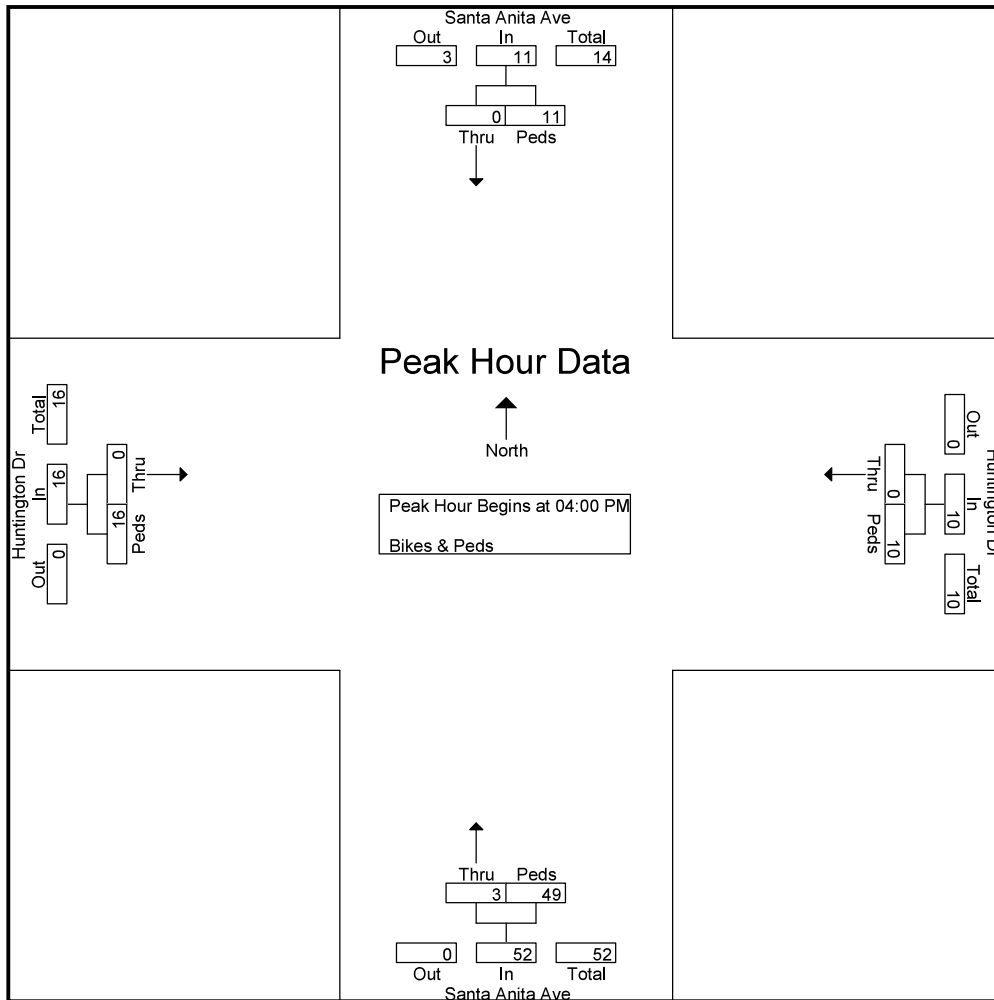 Santa Anita Ave
Out In Total
3 11 14
0 11
Thru Peds
Peak Hour Data
North
Peak Hour Begins at 04:00 PM
Bikes & Peds
Huntington Dr
Out In Total
0 16 16
16 0
Peds Thru
Huntington Dr
Out In Total
0 10 10
0 10
Thru Peds
Thru Peds
3 49
0 52 52
Out In Total
Santa Anita Ave